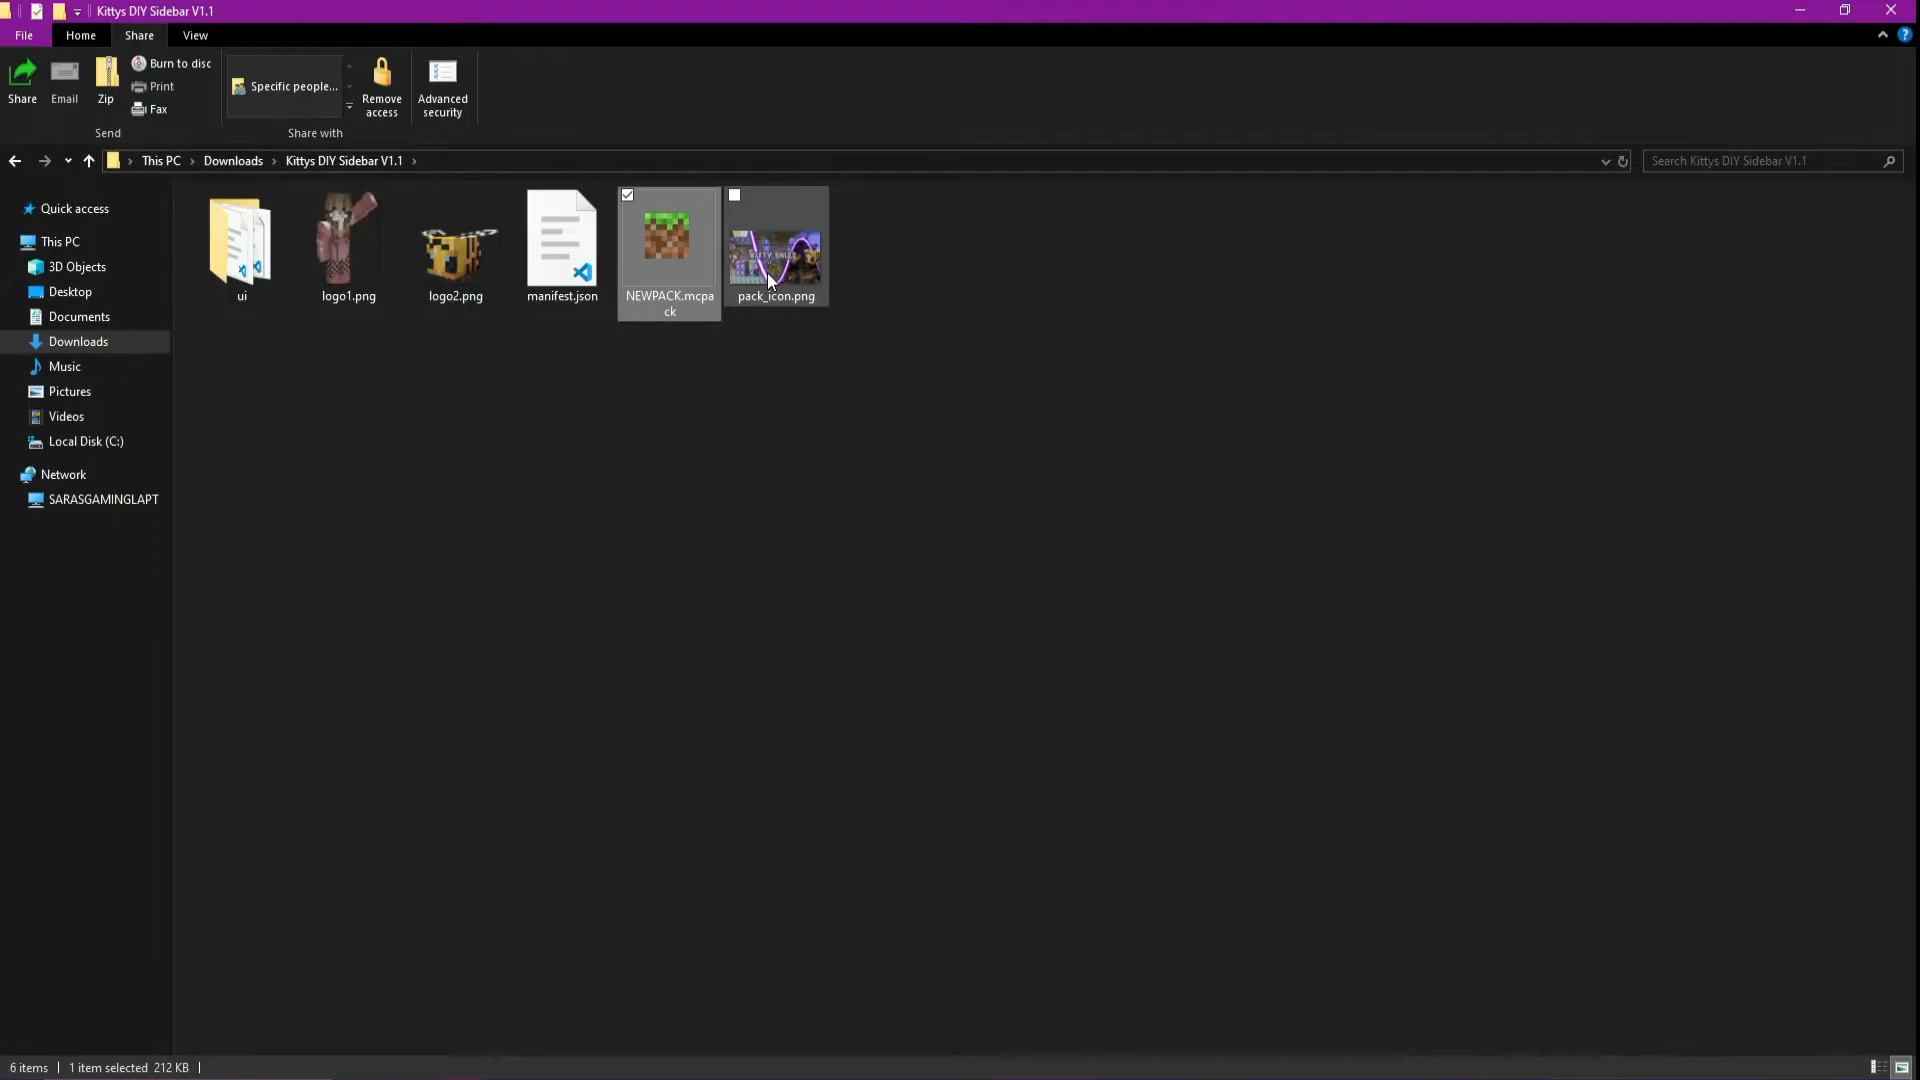 Kittys DIY Sidebar V1.1
File
Home
Share
View
Share
Email
Zip
Burn to disc
Print
Fax
Specific people...
Remove
access
Advanced
security
Send
Share with
This PC
Downloads
Kittys DIY Sidebar V1.1
Search Kittys DIY Sidebar V1.1
Quick access
This PC
3D Objects
Desktop
Documents
Downloads
Music
Pictures
Videos
Local Disk (C:)
Network
SARASGAMINGLAPT
ui
logo1.png
logo2.png
manifest.json
NEWPACK.mcpa
ck
pack_icon.png
6 items
1 item selected 212 KB